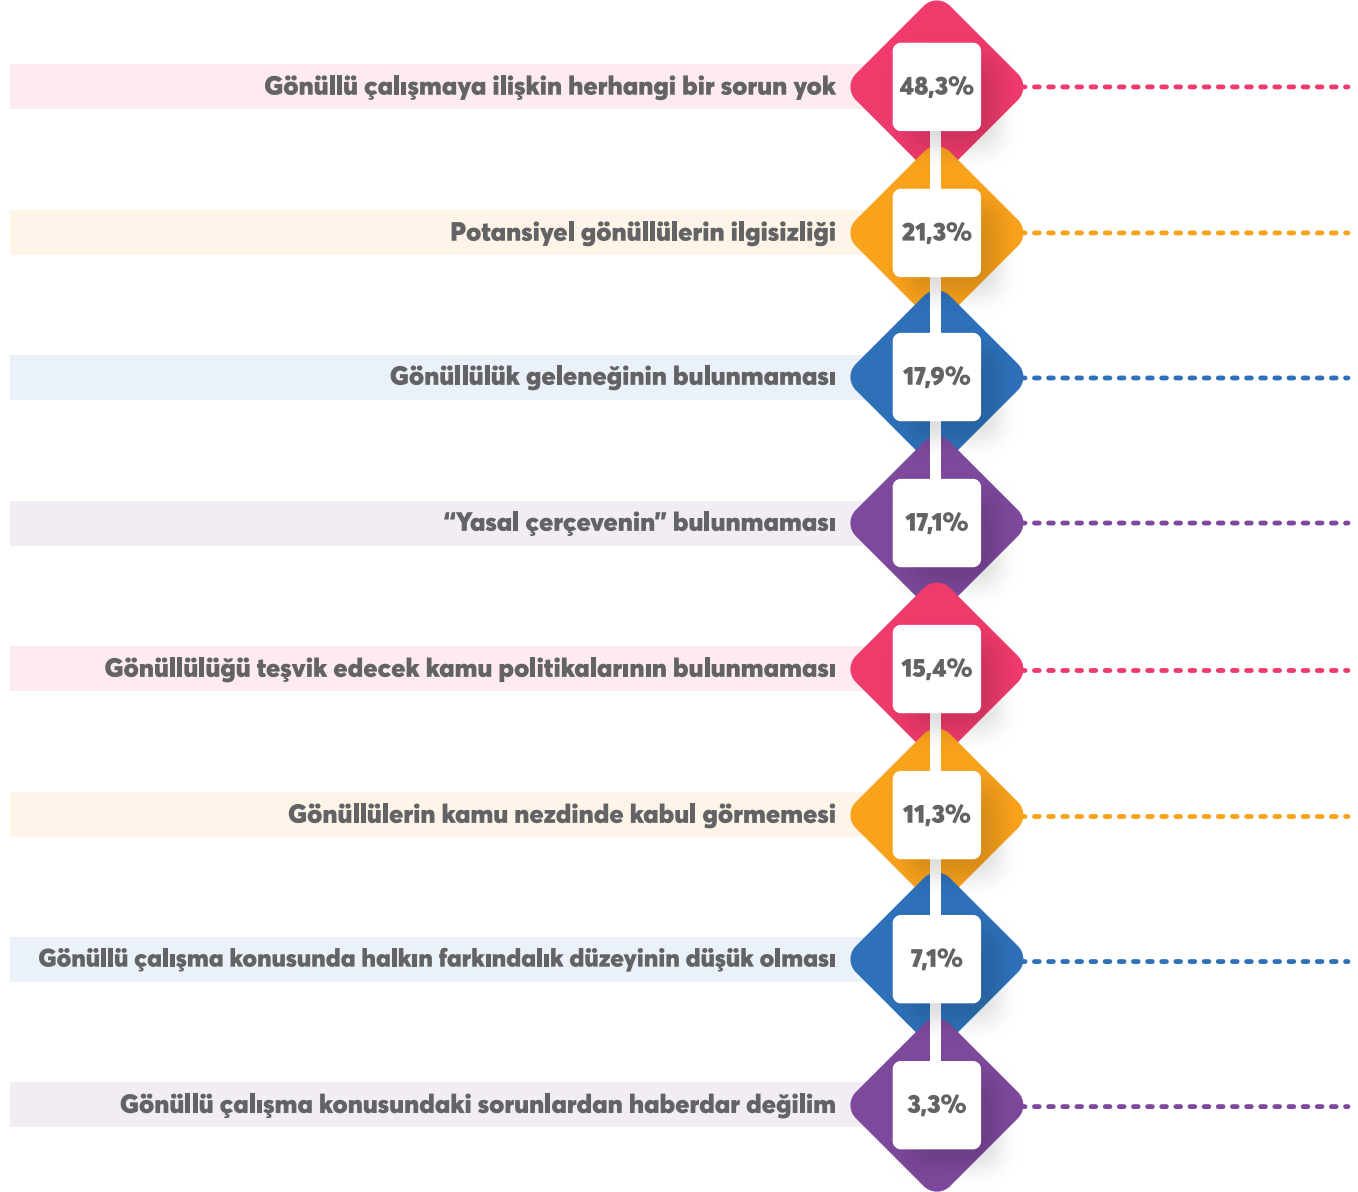 Gönüllü çalışmaya ilişkin herhangi bir sorun yok 48,3%
Potansiyel gönüllülerin ilgisizliği 21,3%
Gönüllülük geleneğinin bulunmaması 17,9%
“Yasal çerçevenin” bulunmaması 17,1%
Gönüllülüğü teşvik edecek kamu politikalarının bulunmaması 15,4%
Gönüllülerin kamu nezdinde kabul görmemesi 11,3%
Gönüllü çalışma konusunda halkın farkındalık düzeyinin düşük olması 7,1%
Gönüllü çalışma konusundaki sorunlardan haberdar değilim 3,3%